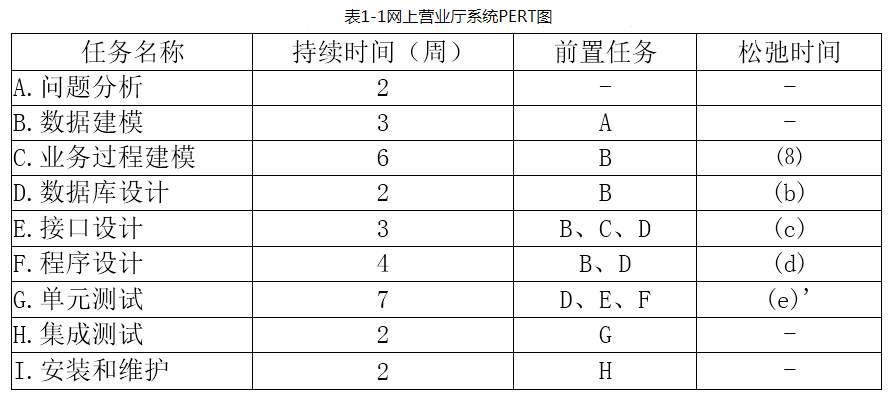 表1-1网上营业厅系统PERT图
任务名称 持续时间（周） 前置任务 松弛时间
A.问题分析 2 - -
B.数据建模 3 A -
C.业务过程建模 6 B (8)
D.数据库设计 2 B (b)
E.接口设计 3 B、C、D (c)
F.程序设计 4 B、D (d)
G.单元测试 7 D、E、F (e)'
H.集成测试 2 G -
I.安装和维护 2 H -